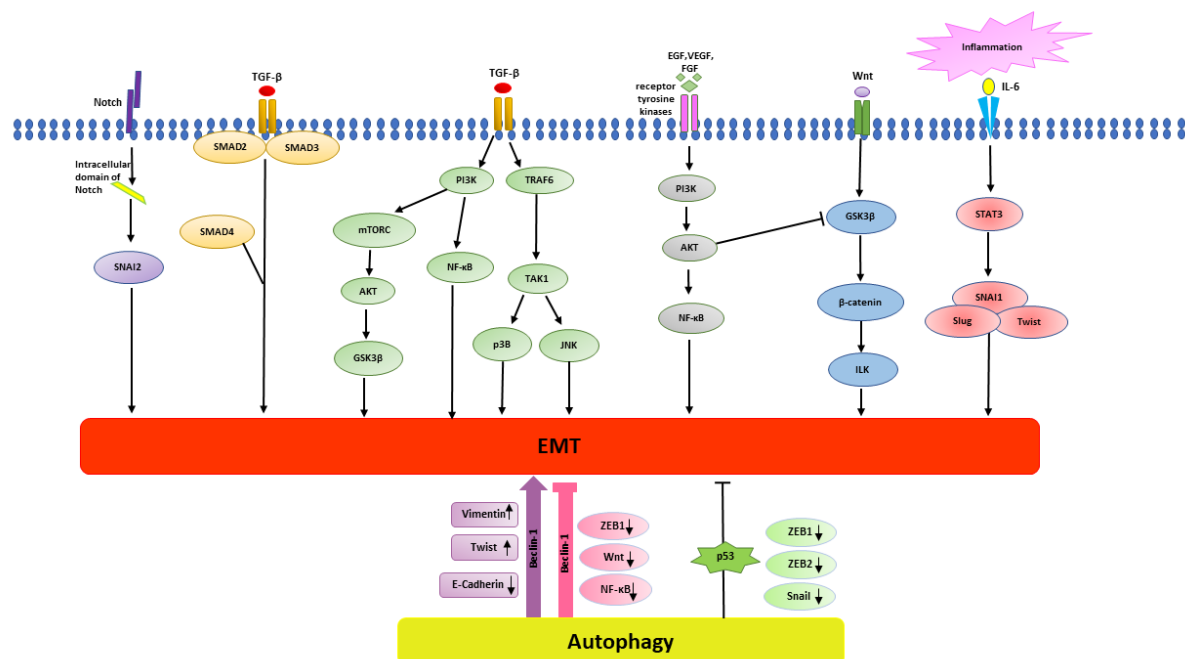 Inflammation
EGF,VEGF,
FGF
TGF-β
TGF-β
Wnt
IL-6
receptor
tyrosine
kinases
Notch
SMAD2
SMAD3
Intracellular
domain of
Notch
PI3K
TRAF6
PI3K
GSK3β
STAT3
SMAD4
mTORC
AKT
SNAI2
NF-κB
TAK1
AKT
β-catenin
SNAI1
Slug
Twist
NF-κB
p3B
JNK
GSK3β
ILK
EMT
Vimentin
Twist
E-Cadherin
Beclin-1
Beclin-1
ZEB1
Wnt
NF-κB
p53
ZEB1
ZEB2
Snail
Autophagy